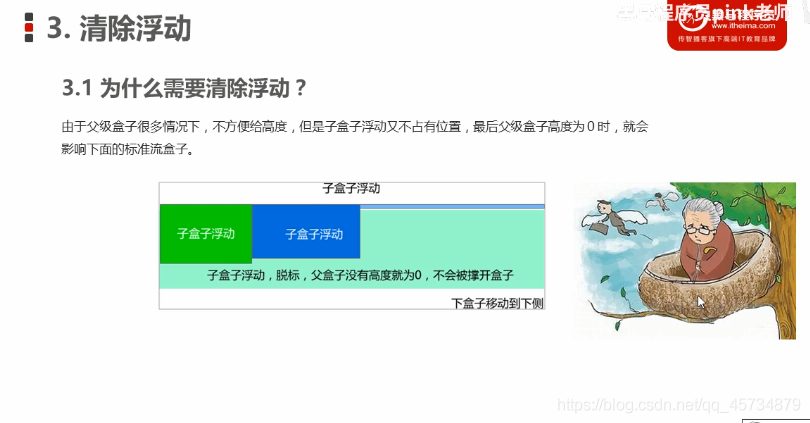 3. 清除浮动
程序员pink老师
www.itheima.com
传智播客旗下高端IT教育品牌
3.1 为什么需要清除浮动？
由于父级盒子很多情况下，不方便给高度，但是子盒子浮动又不占有位置，最后父级盒子高度为 0 时，就会
影响下面的标准流盒子。
子盒子浮动
子盒子浮动
子盒子浮动
子盒子浮动，脱标，父盒子没有高度就为0，不会被撑开盒子
下盒子移动到下侧
https://blog.csdn.net/qq_45734879